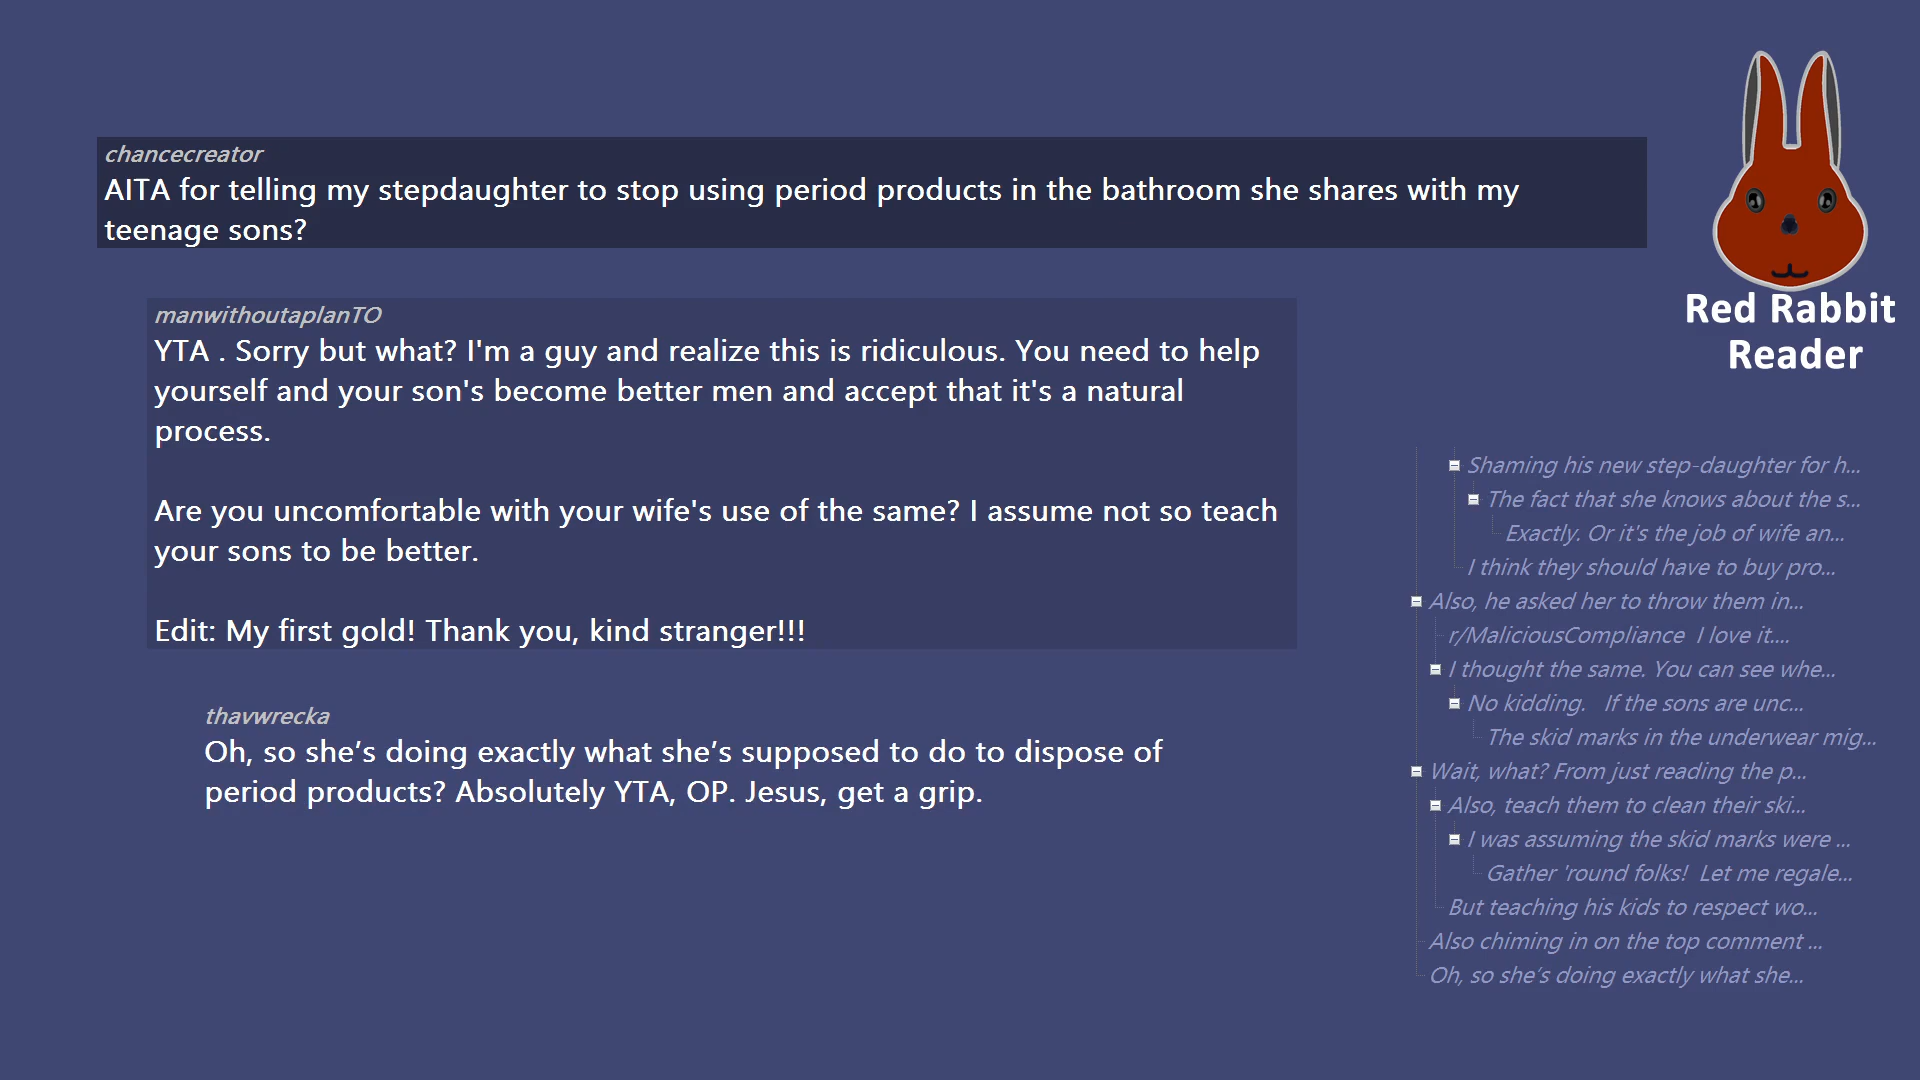 chancecreator
AITA for telling my stepdaughter to stop using period products in the bathroom she shares with my
teenage sons?
manwithoutaplanTO
YTA . Sorry but what? I'm a guy and realize this is ridiculous. You need to help
yourself and your son's become better men and accept that it's a natural
process.
Are you uncomfortable with your wife's use of the same? I assume not so teach
your sons to be better.
Edit: My first gold! Thank you, kind stranger!!!
thavwrecka
Oh, so she’s doing exactly what she’s supposed to do to dispose of
period products? Absolutely YTA, OP. Jesus, get a grip.
Red Rabbit
Reader
Shaming his new step-daughter for h...
The fact that she knows about the s...
Exactly. Or it's the job of wife an...
I think they should have to buy pro...
Also, he asked her to throw them in...
r/MaliciousCompliance  I love it....
I thought the same. You can see whe...
No kidding.   If the sons are unc...
The skid marks in the underwear mig...
Wait, what? From just reading the p...
Also, teach them to clean their ski...
I was assuming the skid marks were ...
Gather 'round folks!  Let me regale...
But teaching his kids to respect wo...
Also chiming in on the top comment ...
Oh, so she’s doing exactly what she...